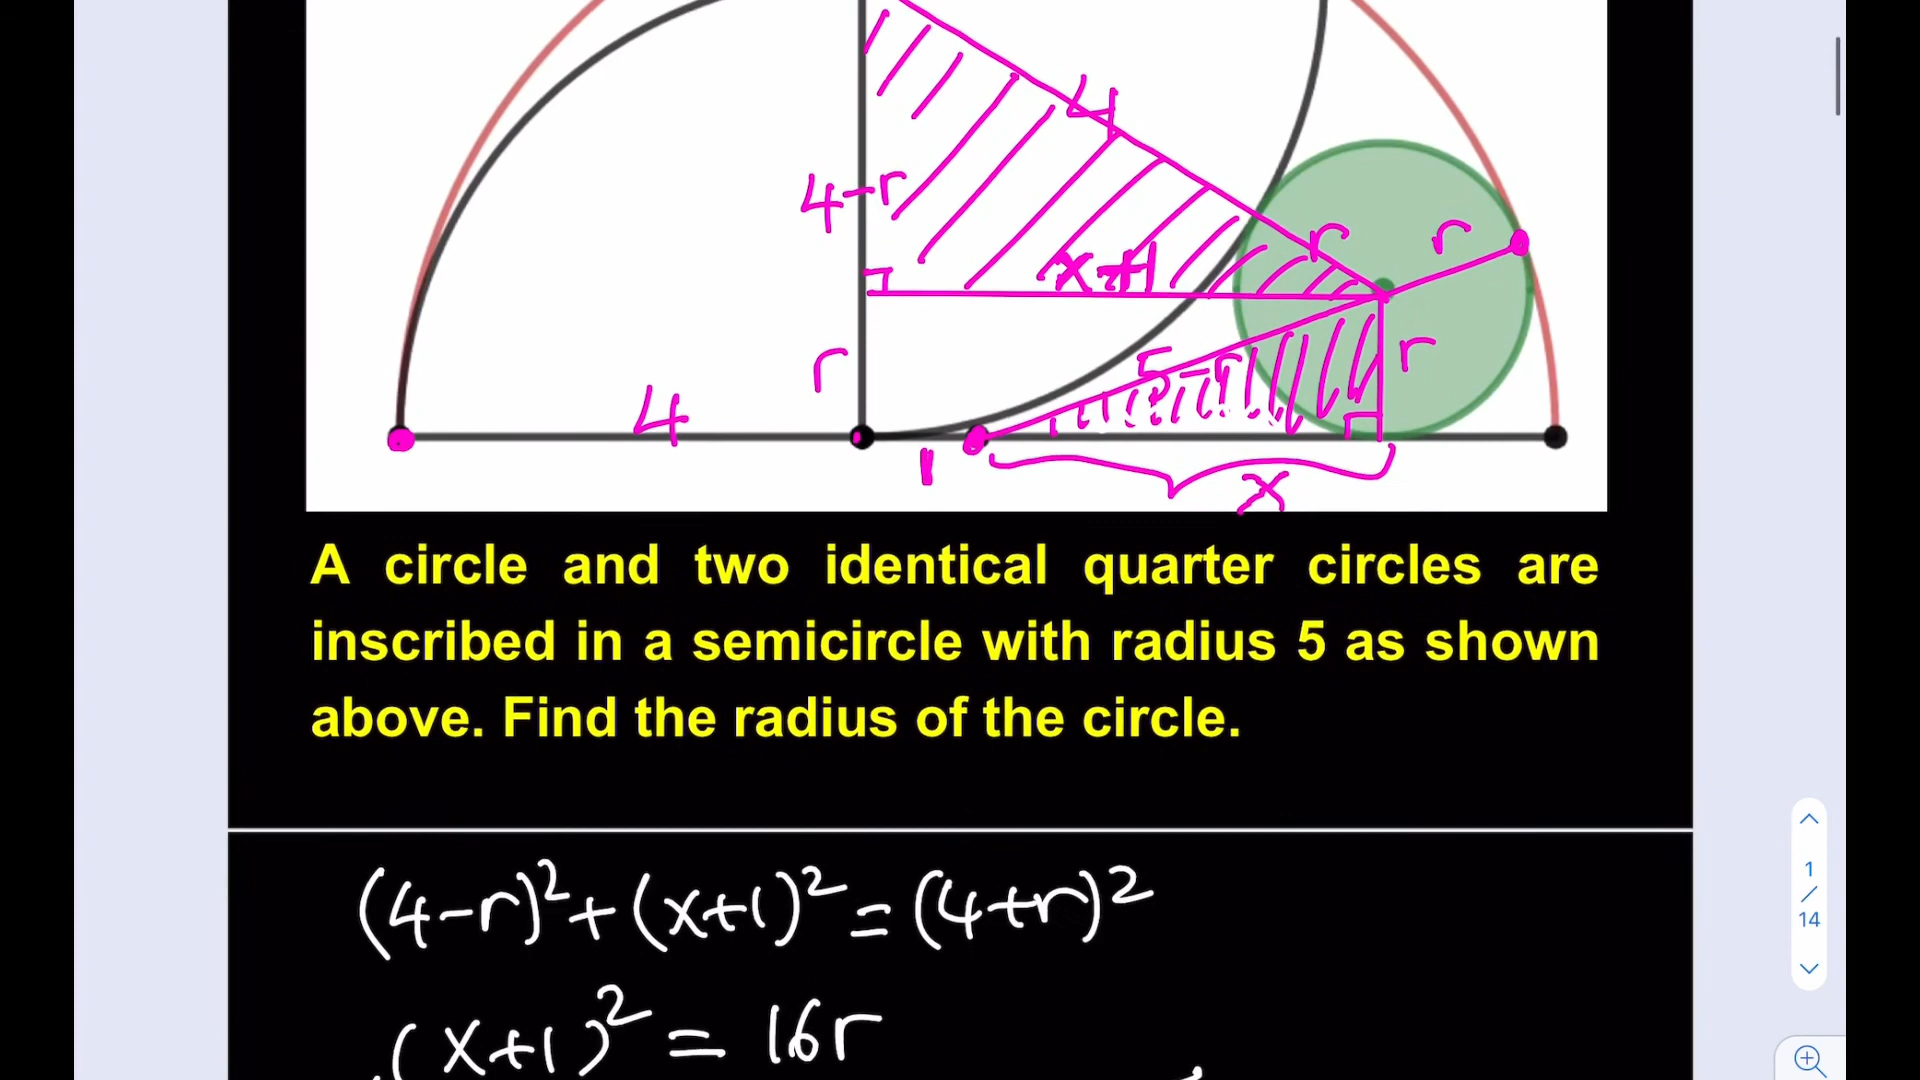 4
4-r
r
r
x+1
5-r
r
r
4
1
x
A circle and two identical quarter circles are
inscribed in a semicircle with radius 5 as shown
above. Find the radius of the circle.
(4-r)²+(x+1)²=(4+r)²
(x+1)² = 16r
1
/
14